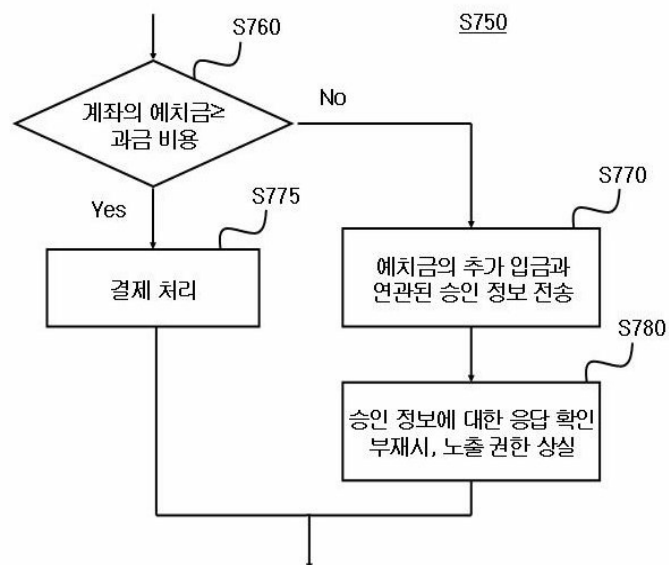 S760
S750
계좌의 예치금≥
과금 비용
No
Yes
S775
S770
결제 처리
예치금의 추가 입금과
연관된 승인 정보 전송
S780
승인 정보에 대한 응답 확인
부재시, 노출 권한 상실